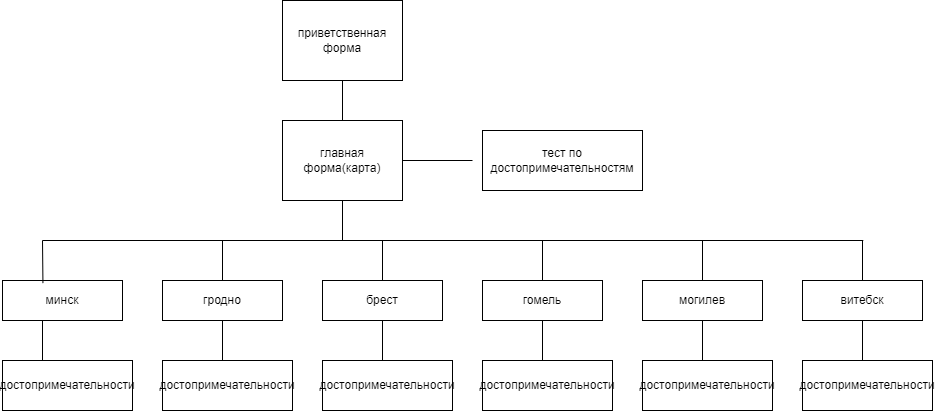 приветственная
форма
главная
форма(карта)
тест по
достопримечательностям
минск
гродно
брест
гомель
могилев
витебск
достопримечательности
достопримечательности
достопримечательности
достопримечательности
достопримечательности
достопримечательности